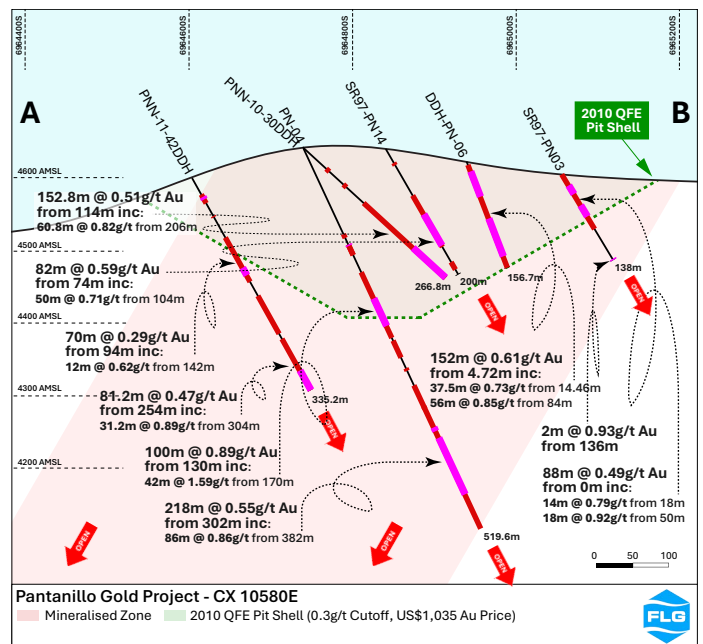 6964400S
6964600S
6964800S
6965000S
6965200S
A
B
PNN-11-42DDH
PNN-10-30DDH
PN-04
SR97-PN14
DDH-PN-06
SR97-PN03
2010 QFE
Pit Shell
4600 AMSL
4500 AMSL
4400 AMSL
4300 AMSL
4200 AMSL
152.8m @ 0.51g/t Au
from 114m inc:
60.8m @ 0.82g/t from 206m
82m @ 0.59g/t Au
from 74m inc:
50m @ 0.71g/t from 104m
70m @ 0.29g/t Au
from 94m inc:
12m @ 0.62g/t from 142m
81.2m @ 0.47g/t Au
from 254m inc:
31.2m @ 0.89g/t from 304m
100m @ 0.89g/t Au
from 130m inc:
42m @ 1.59g/t from 170m
218m @ 0.55g/t Au
from 302m inc:
86m @ 0.86g/t from 382m
152m @ 0.61g/t Au
from 4.72m inc:
37.5m @ 0.73g/t from 14.46m
56m @ 0.85g/t from 84m
2m @ 0.93g/t Au
from 136m
88m @ 0.49g/t Au
from 0m inc:
14m @ 0.79g/t from 18m
18m @ 0.92g/t from 50m
266.8m
200m
156.7m
138m
335.2m
519.6m
OPEN
OPEN
OPEN
OPEN
OPEN
OPEN
0 50 100
Pantanillo Gold Project - CX 10580E
Mineralised Zone
2010 QFE Pit Shell (0.3g/t Cutoff, US$1,035 Au Price)
FLG